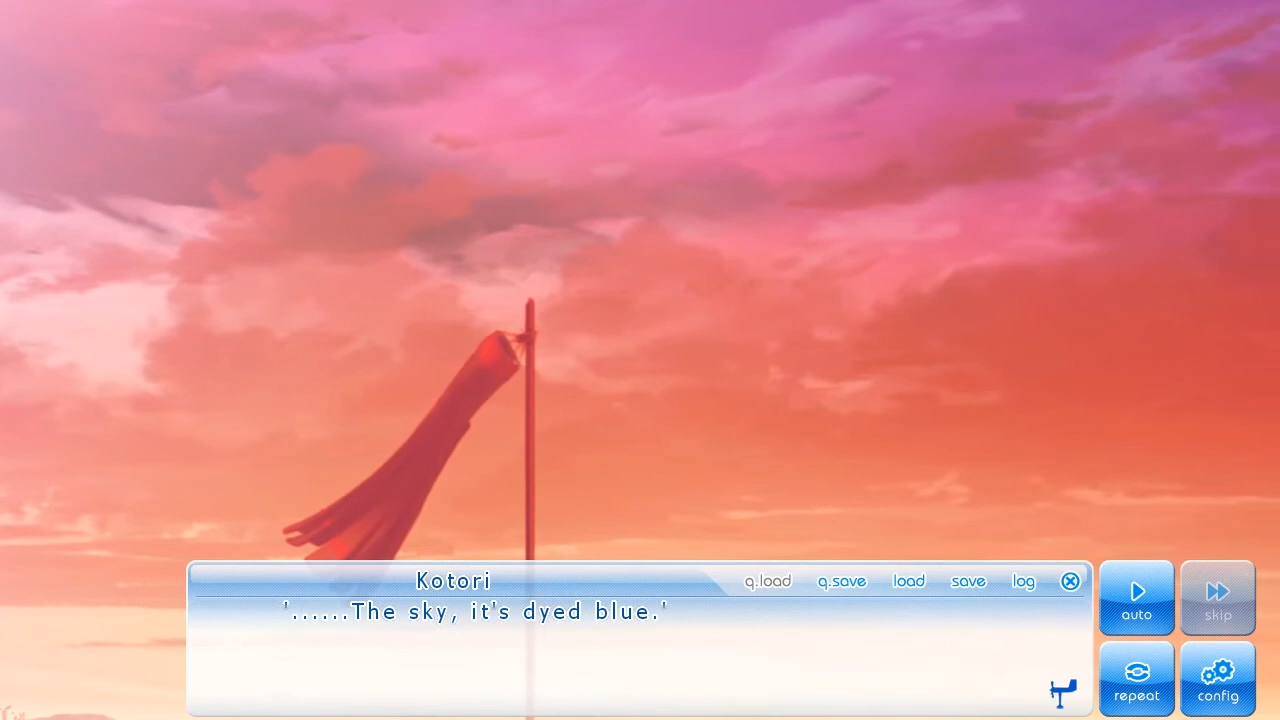 Kotori
q.load q.save load save log
'......The sky, it's dyed blue.'
auto
skip
repeat
config